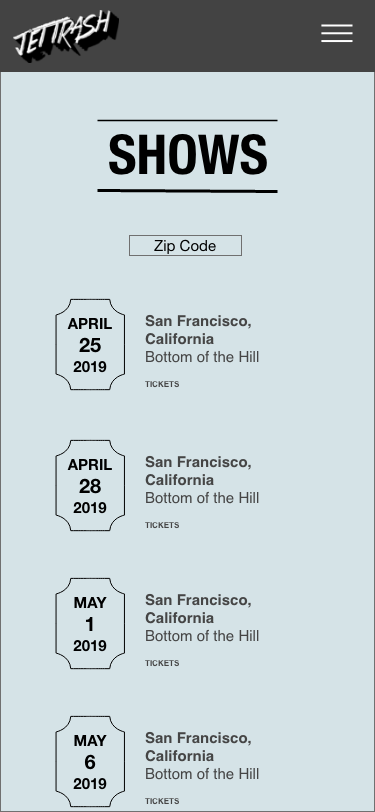 JETTRASH
SHOWS
Zip Code
APRIL
25
2019
San Francisco,
California
Bottom of the Hill
TICKETS
APRIL
28
2019
San Francisco,
California
Bottom of the Hill
TICKETS
MAY
1
2019
San Francisco,
California
Bottom of the Hill
TICKETS
MAY
6
2019
San Francisco,
California
Bottom of the Hill
TICKETS